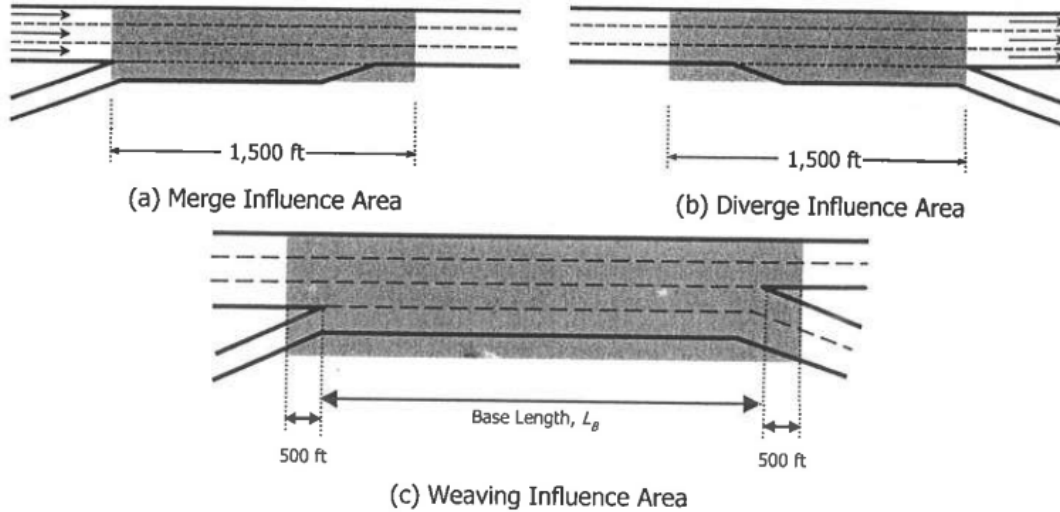 1,500 ft
1,500 ft
(a) Merge Influence Area
(b) Diverge Influence Area
Base Length, L_B
500 ft
500 ft
(c) Weaving Influence Area